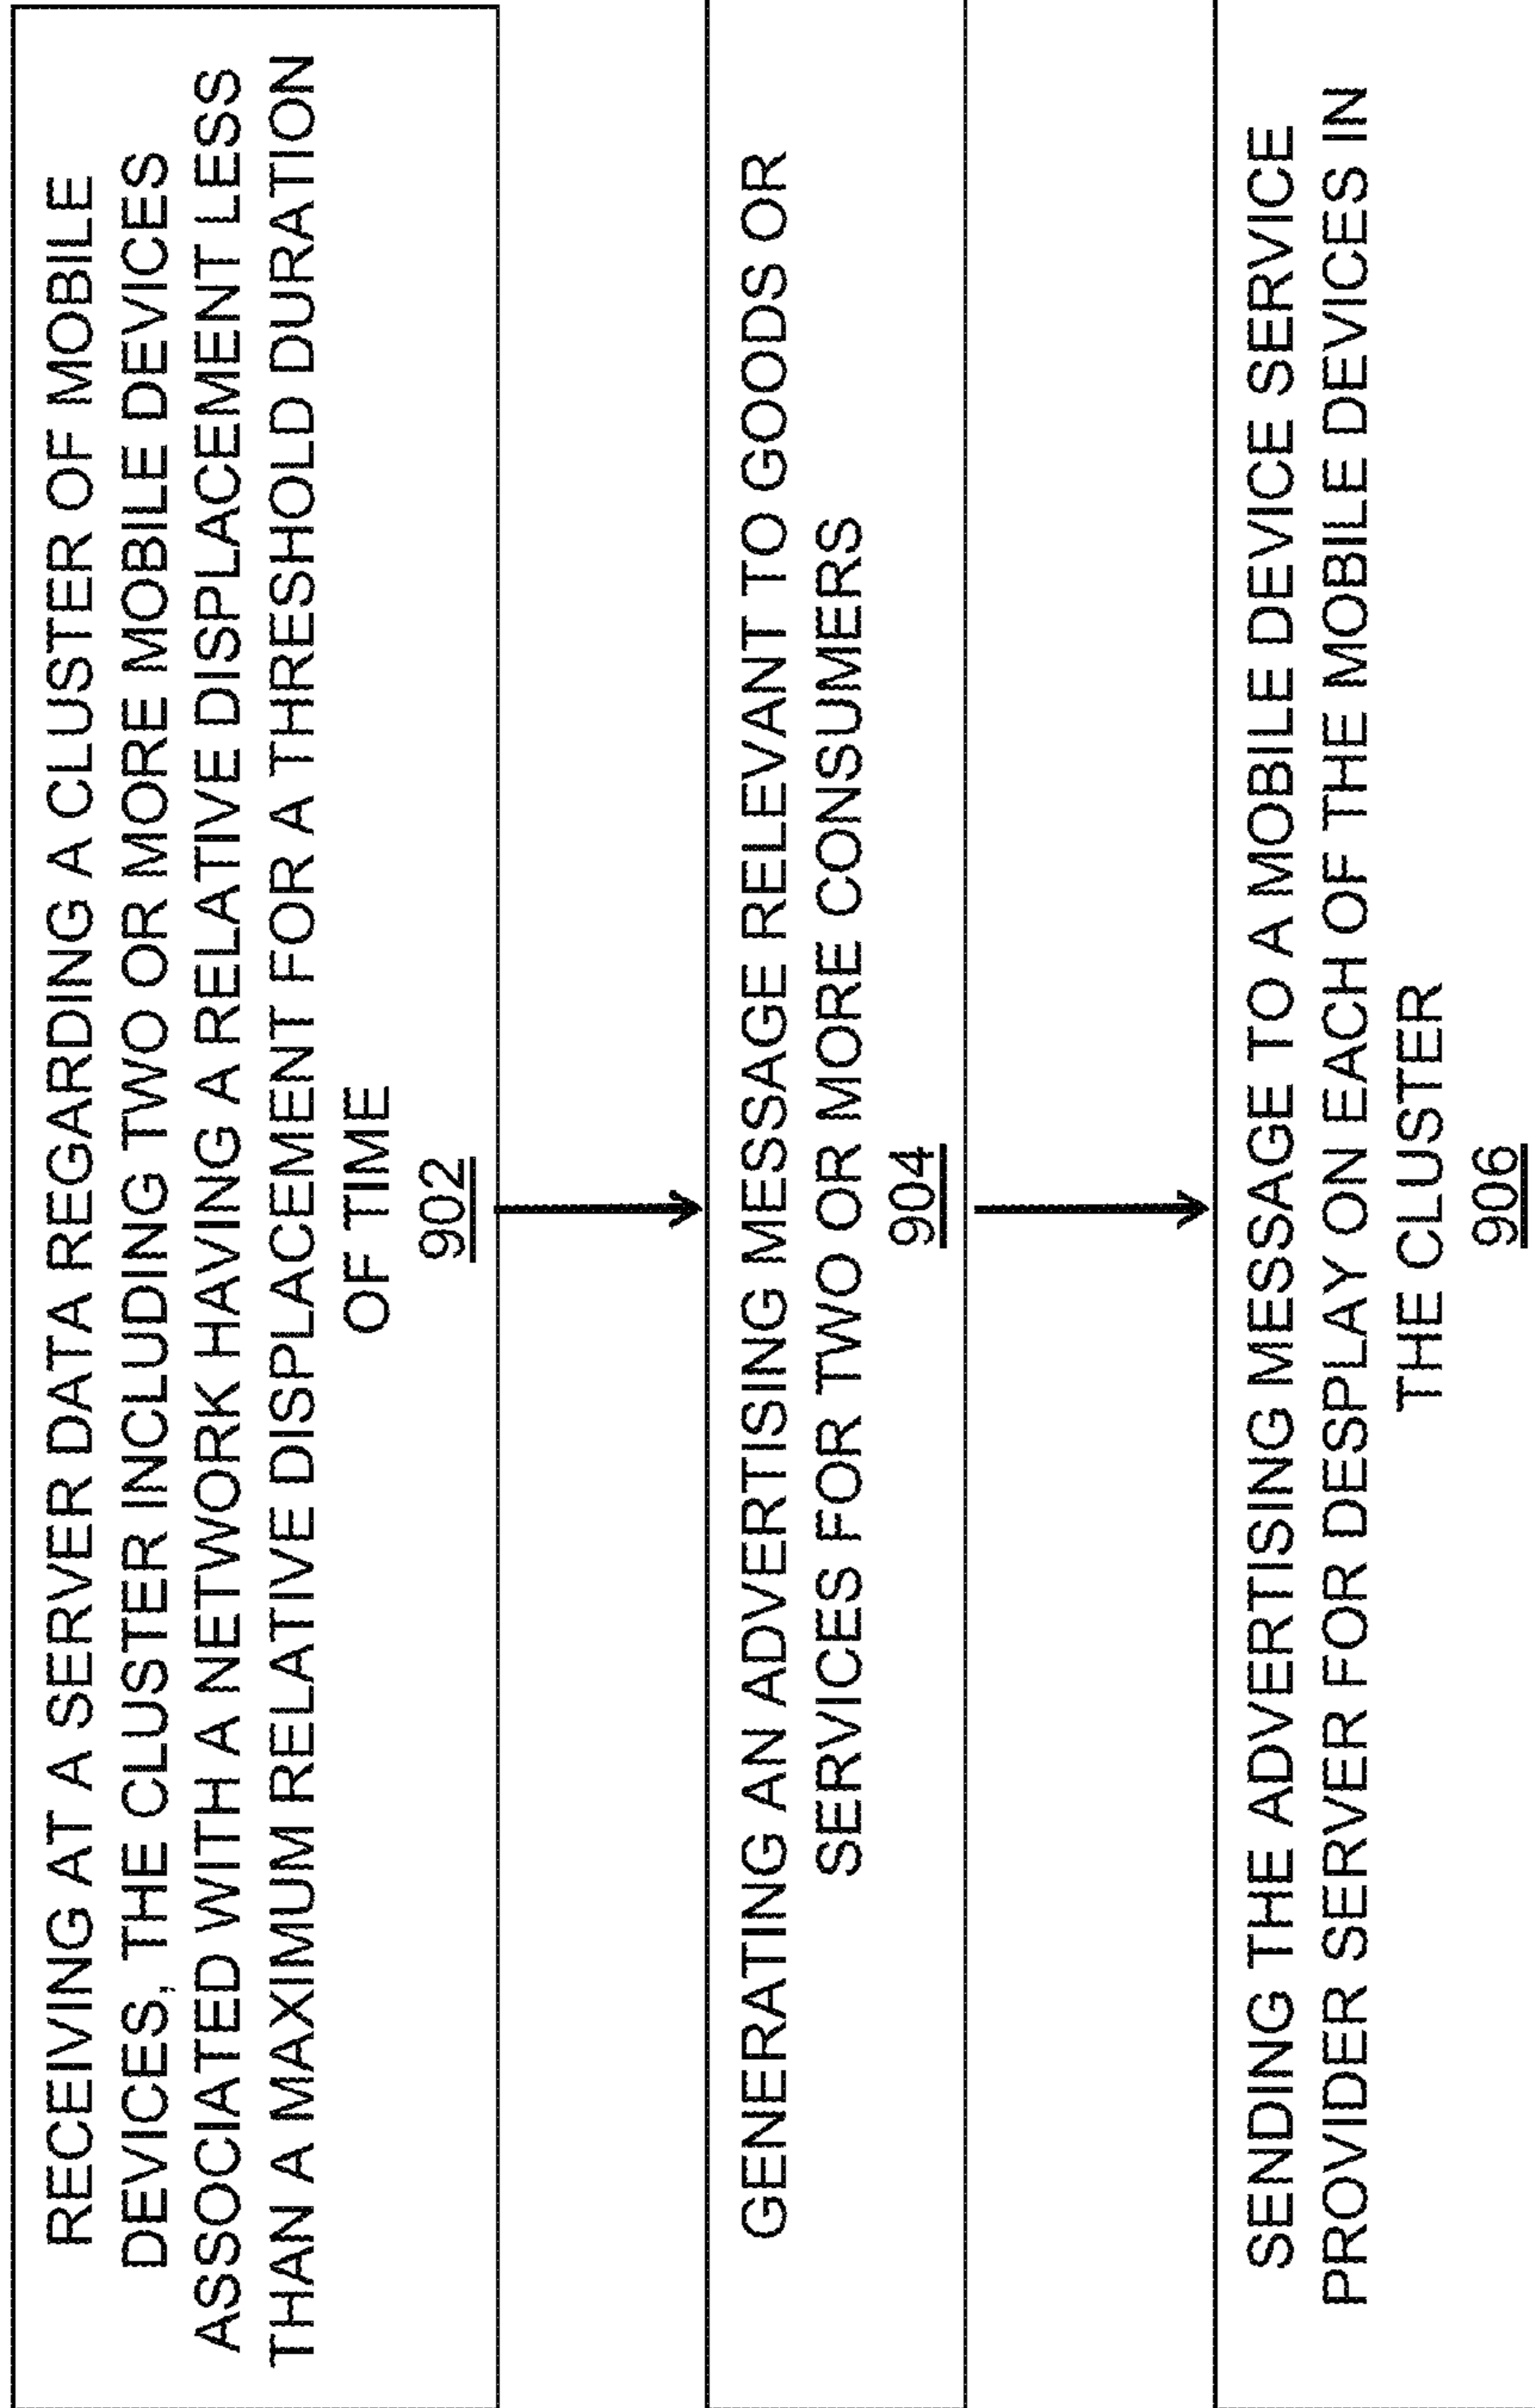 RECEIVING AT A SERVER DATA REGARDING A CLUSTER OF MOBILE
DEVICES, THE CLUSTER INCLUDING TWO OR MORE MOBILE DEVICES
ASSOCIATED WITH A NETWORK HAVING A RELATIVE DISPLACEMENT LESS
THAN A MAXIMUM RELATIVE DISPLACEMENT FOR A THRESHOLD DURATION
OF TIME
902
GENERATING AN ADVERTISING MESSAGE RELEVANT TO GOODS OR
SERVICES FOR TWO OR MORE CONSUMERS
904
SENDING THE ADVERTISING MESSAGE TO A MOBILE DEVICE SERVICE
PROVIDER SERVER FOR DESPLAY ON EACH OF THE MOBILE DEVICES IN
THE CLUSTER
906